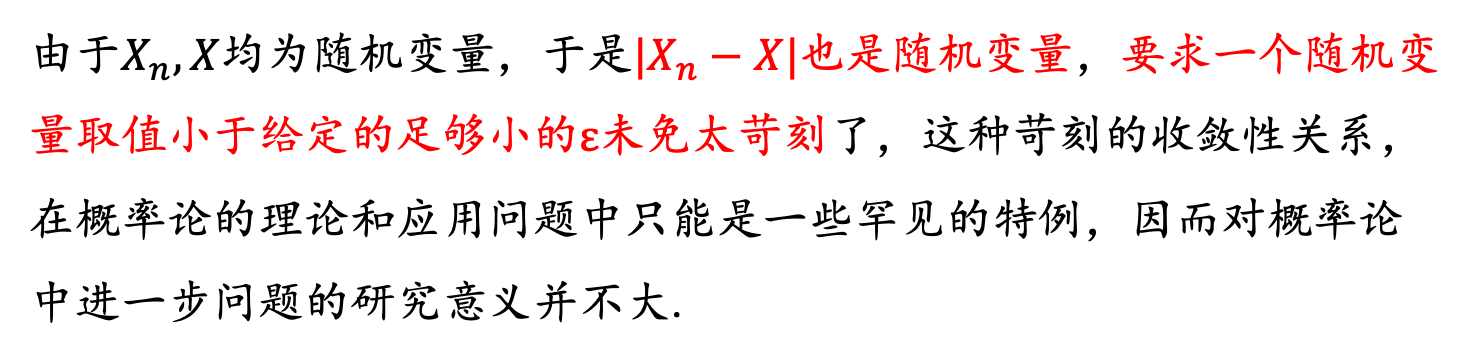 由于Xₙ,X均为随机变量，于是|Xₙ − X|也是随机变量，要求一个随机变
量取值小于给定的足够小的ε未免太苛刻了，这种苛刻的收敛性关系，
在概率论的理论和应用问题中只能是一些罕见的特例，因而对概率论
中进一步问题的研究意义并不大.